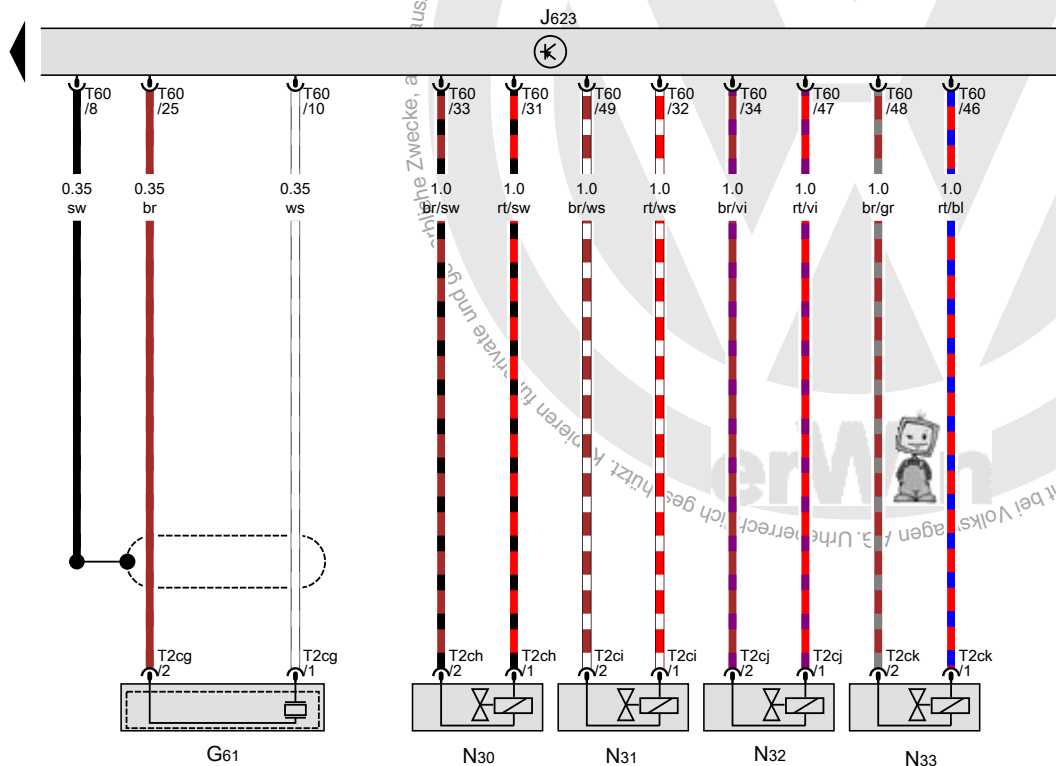 J623
T60 T60 T60 T60 T60 T60 T60 T60 T60 T60 T60
/8 /25 /10 /33 /31 /49 /32 /34 /47 /48 /46
0.35 0.35 0.35 1.0 1.0 1.0 1.0 1.0 1.0 1.0 1.0
sw br ws br/sw rt/sw br/ws rt/ws br/vi rt/vi br/gr rt/bl
T2cg T2cg T2ch T2ch T2ci T2ci T2cj T2cj T2ck T2ck
/2 /1 /2 /1 /2 /1 /2 /1 /2 /1
G61 N30 N31 N32 N33
erWin